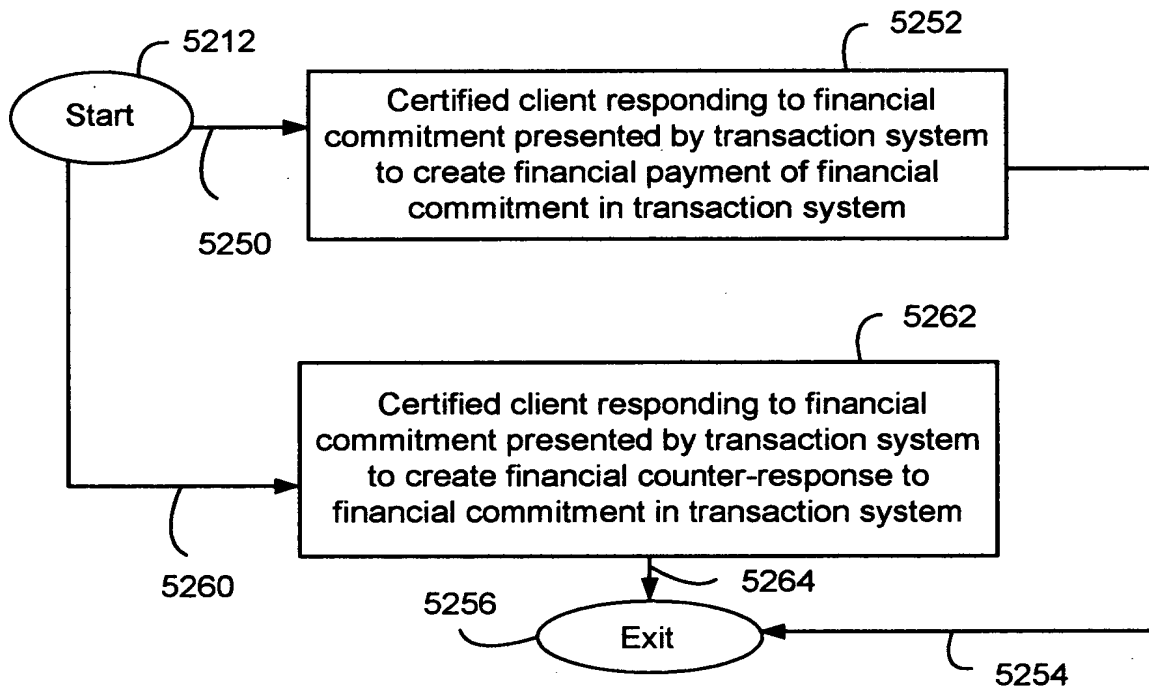 5212
5252
Start
Certified client responding to financial
commitment presented by transaction system
to create financial payment of financial
commitment in transaction system
5250
5262
Certified client responding to financial
commitment presented by transaction system
to create financial counter-response to
financial commitment in transaction system
5260
5264
5256
Exit
5254